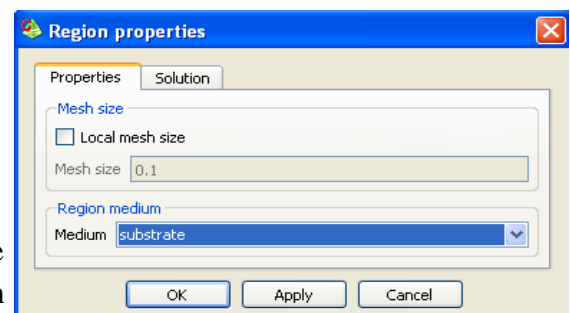 Region properties
Properties Solution
Mesh size
Local mesh size
Mesh size 0.1
Region medium
Medium substrate
OK Apply Cancel